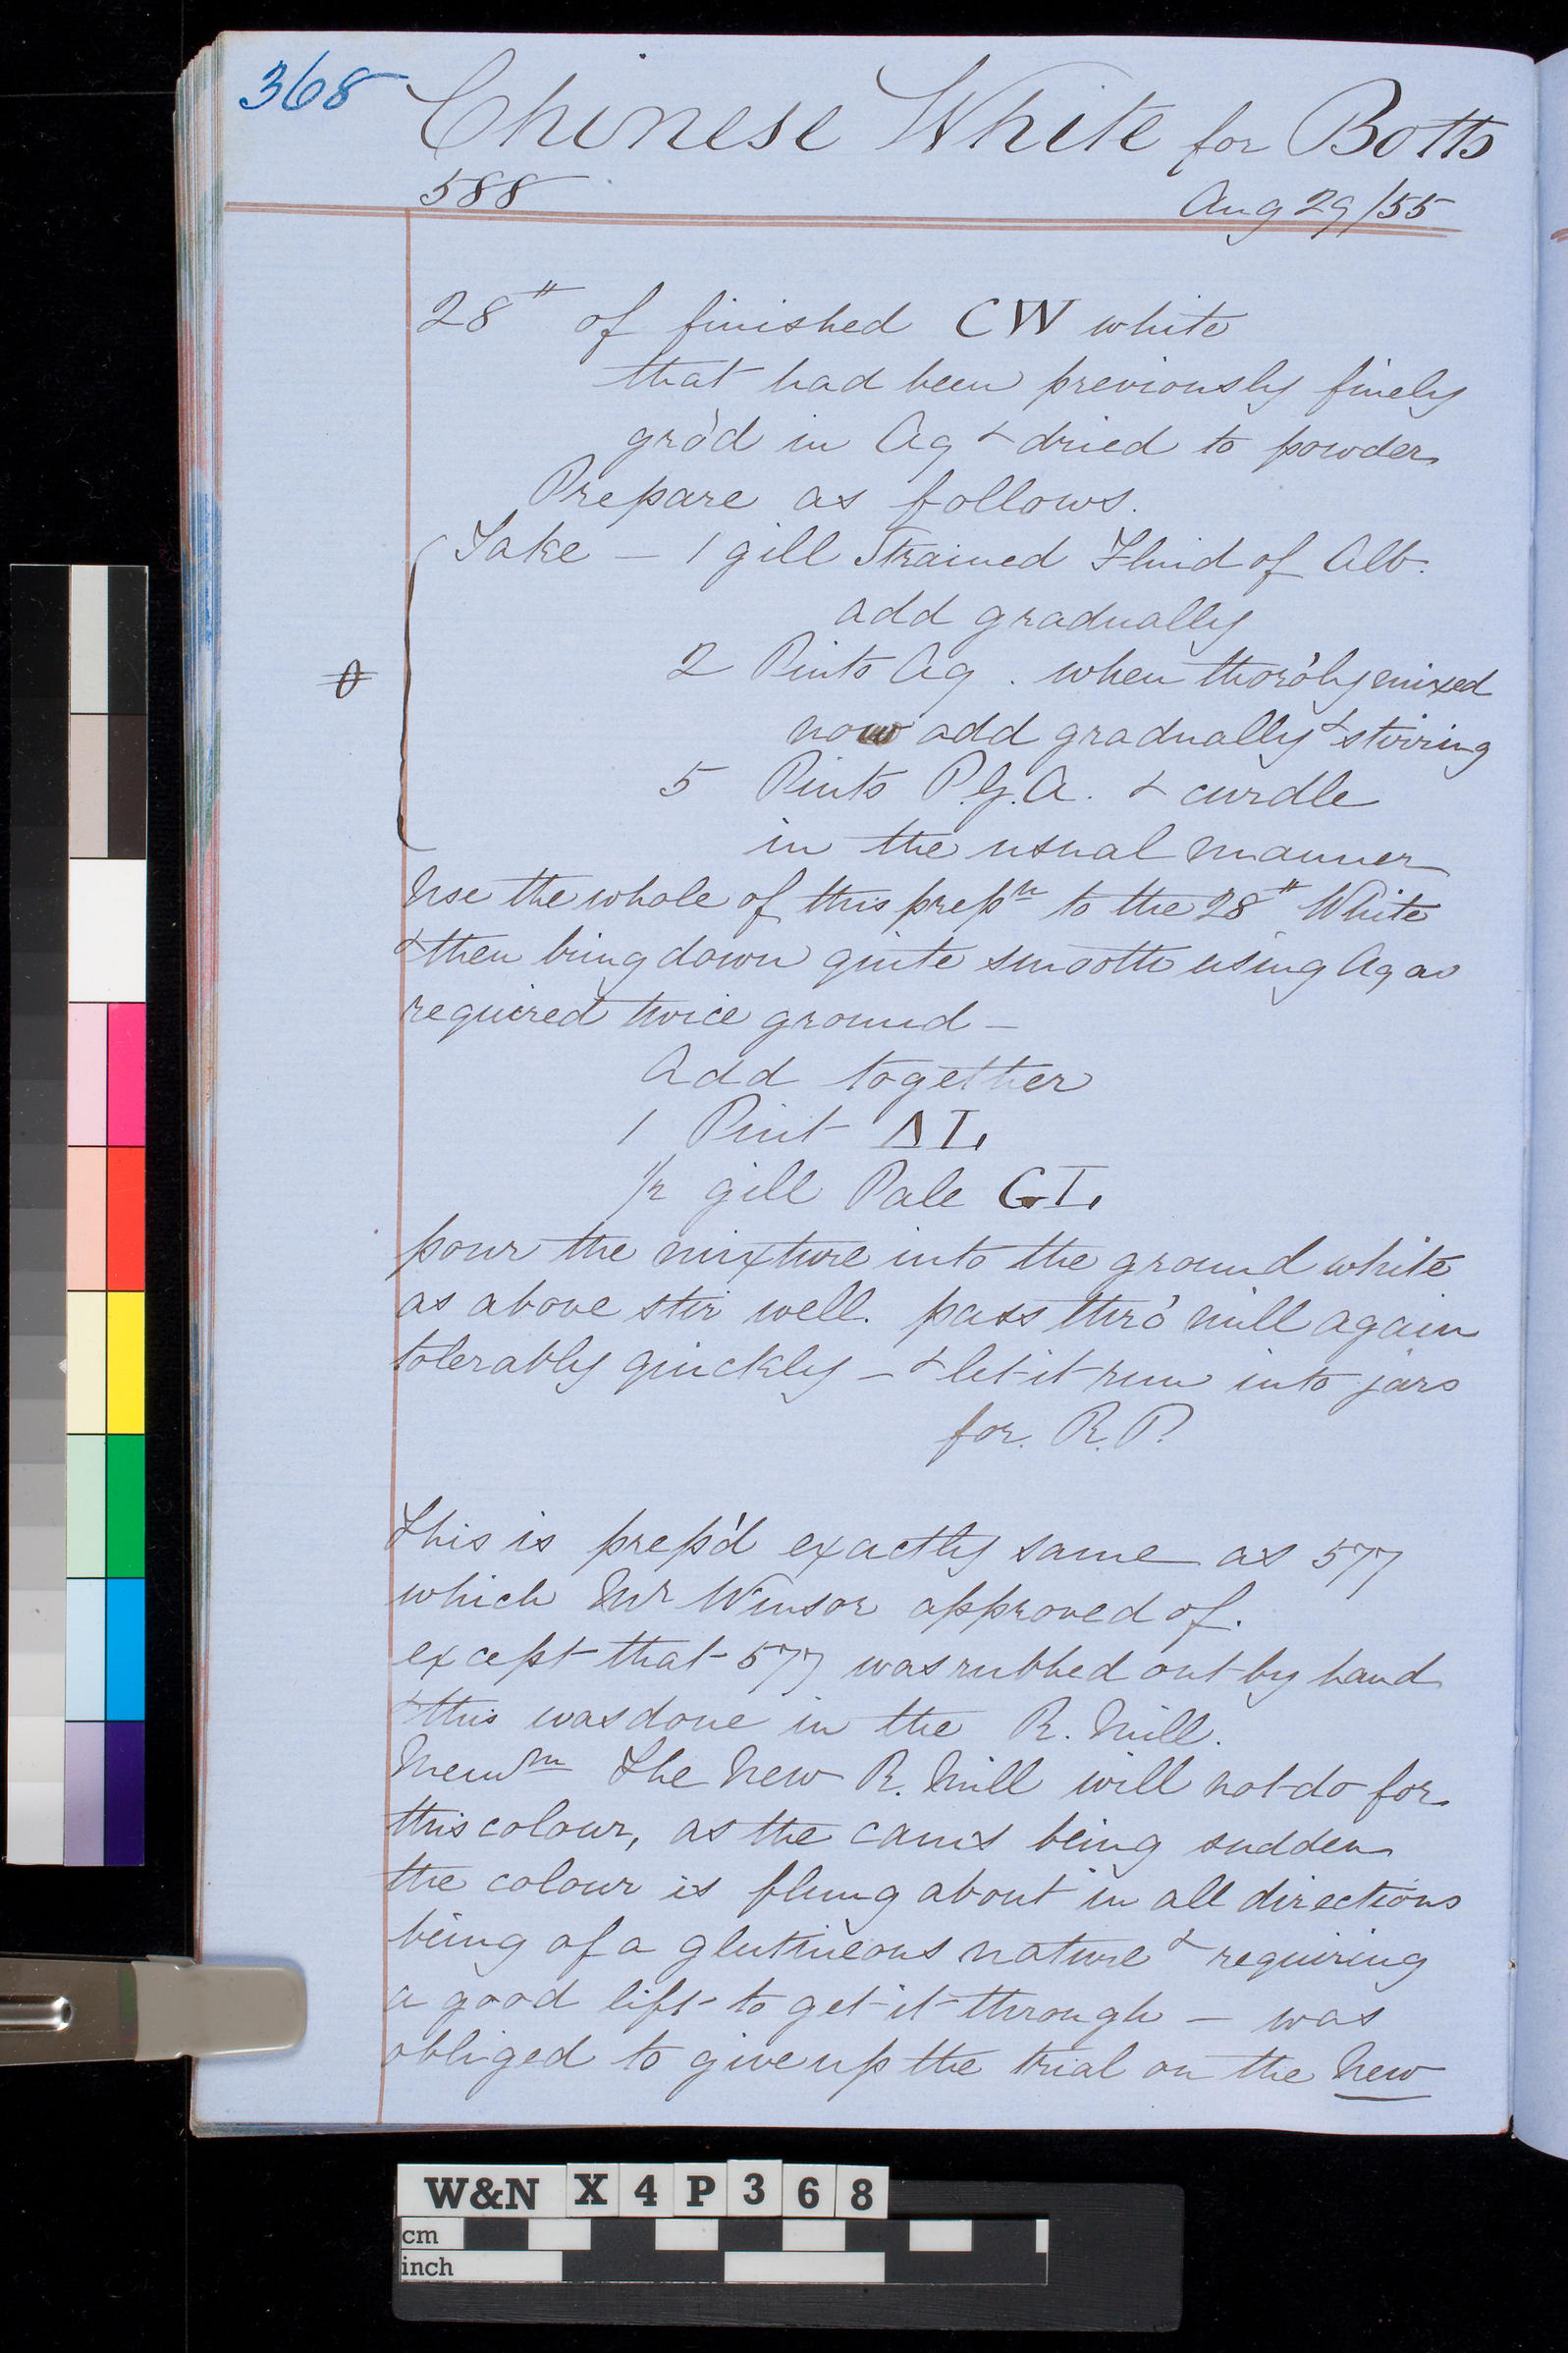 368
Chinese White for Botts
588
Aug 29/55
28" of finished CW white
that had been previously finely
gro'd in Aq & dried to powder
Prepare as follows.
Take — 1 gill Strained Fluid of Alb.
add gradually
2 Pints Aq. when thoro'ly mixed
now add gradually & stirring
5 Pints P.G.A. & curdle
in the usual manner
Use the whole of this prepn to the 28" White
& then bring down quite smooth using Aq as
required twice ground —
Add together
1 Pint ΔL.
1/2 gill Pale GL.
pour the mixture into the ground white
as above stir well. pass thro' mill again
tolerably quickly — & let it run into jars
for. R.P.
This is prep'd exactly same as 577
which Mr Winsor approved of.
except that 577 was rubbed out by hand
& this was done in the R. Mill.
Memm The New R. Mill will not do for
this colour, as the cams being sudden
the colour is flung about in all directions
being of a glutineous nature & requiring
a good lift to get it through — was
obliged to give up the trial on the New
W&N X 4 P 3 6 8
cm
inch